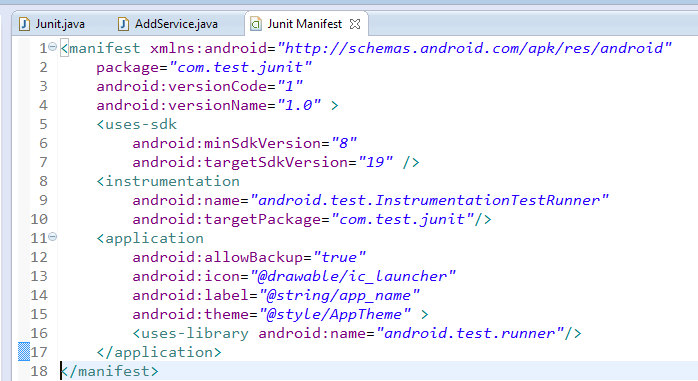 Junit.java AddService.java Junit Manifest
1 <manifest xmlns:android="http://schemas.android.com/apk/res/android"
2 package="com.test.junit"
3 android:versionCode="1"
4 android:versionName="1.0" >
5 <uses-sdk
6 android:minSdkVersion="8"
7 android:targetSdkVersion="19" />
8 <instrumentation
9 android:name="android.test.InstrumentationTestRunner"
10 android:targetPackage="com.test.junit"/>
11 <application
12 android:allowBackup="true"
13 android:icon="@drawable/ic_launcher"
14 android:label="@string/app_name"
15 android:theme="@style/AppTheme" >
16 <uses-library android:name="android.test.runner"/>
17 </application>
18 </manifest>